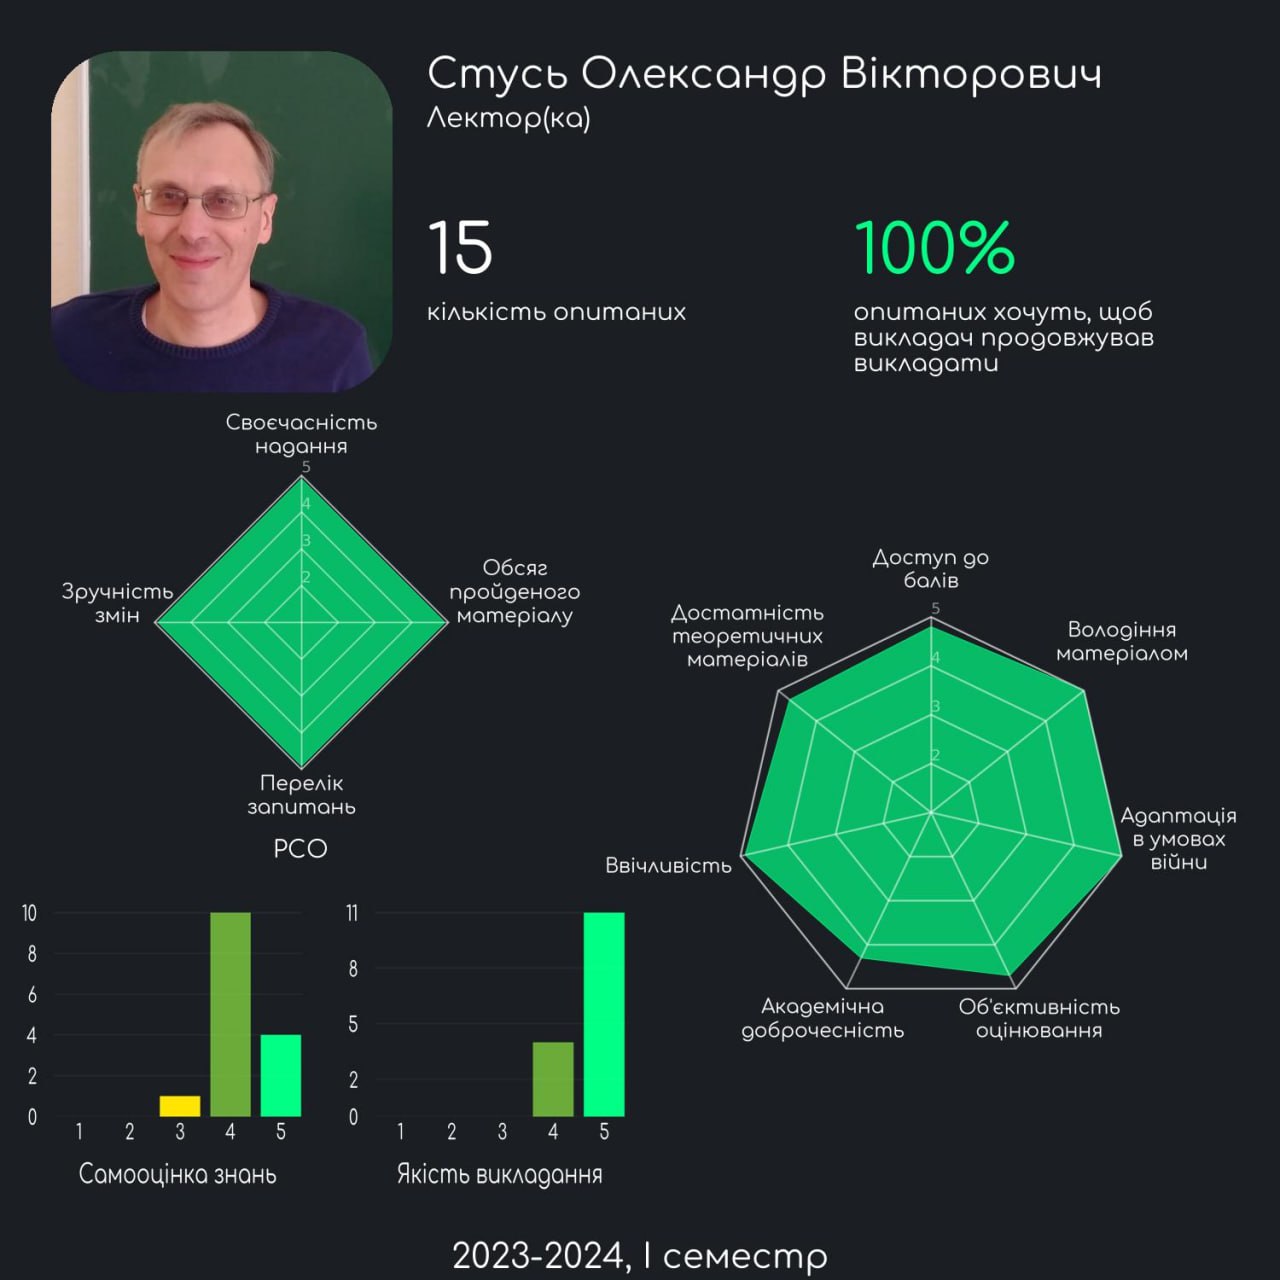 Стусь Олександр Вікторович
Лектор(ка)
15
кількість опитаних
100%
опитаних хочуть, щоб
викладач продовжував
викладати
Своєчасність
надання
5
4
3
2
Зручність
змін
Обсяг
пройденого
матеріалу
Перелік
запитань
РСО
Доступ до
балів
5
4
3
2
Достатність
теоретичних
матеріалів
Володіння
матеріалом
Адаптація
в умовах
війни
Ввічливість
Академічна
доброчесність
Об'єктивність
оцінювання
10
8
6
4
2
0
1 2 3 4 5
Самооцінка знань
11
8
5
2
0
1 2 3 4 5
Якість викладання
2023-2024, І семестр